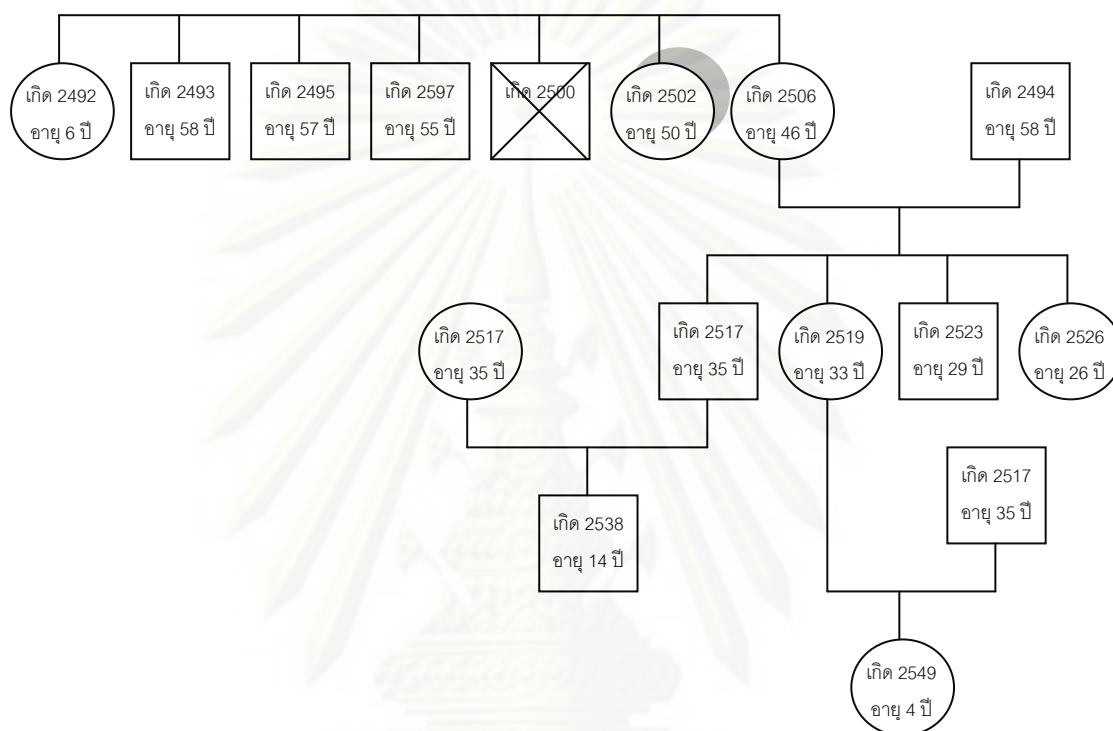 เกิด 2492
อายุ 6 ปี
เกิด 2493
อายุ 58 ปี
เกิด 2495
อายุ 57 ปี
เกิด 2597
อายุ 55 ปี
เกิด 2500
เกิด 2502
อายุ 50 ปี
เกิด 2506
อายุ 46 ปี
เกิด 2494
อายุ 58 ปี
เกิด 2517
อายุ 35 ปี
เกิด 2517
อายุ 35 ปี
เกิด 2519
อายุ 33 ปี
เกิด 2523
อายุ 29 ปี
เกิด 2526
อายุ 26 ปี
เกิด 2517
อายุ 35 ปี
เกิด 2538
อายุ 14 ปี
เกิด 2549
อายุ 4 ปี